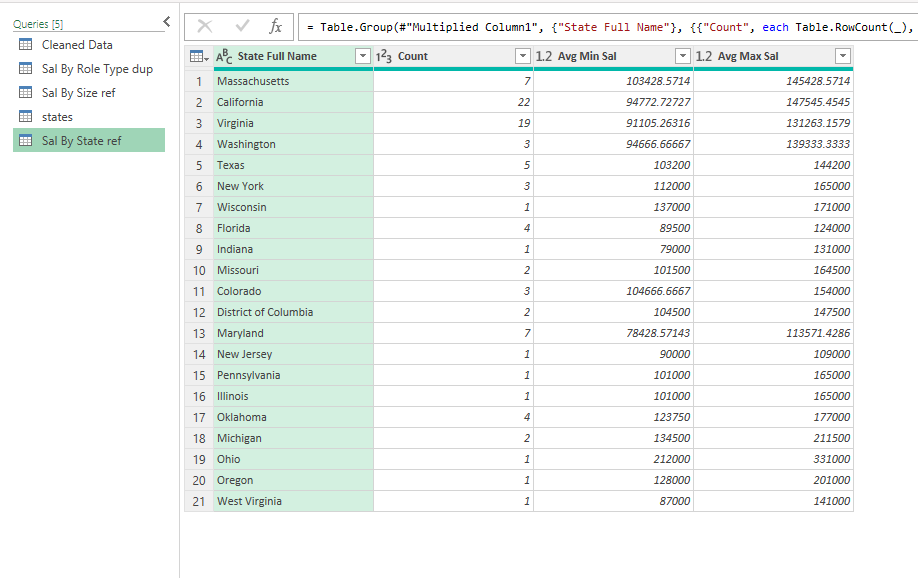 Queries [5]
Cleaned Data
Sal By Role Type dup
Sal By Size ref
states
Sal By State ref
fx = Table.Group(#"Multiplied Column1", {"State Full Name"}, {{"Count", each Table.RowCount(_),
ABC State Full Name 123 Count 1.2 Avg Min Sal 1.2 Avg Max Sal
1 Massachusetts 7 103428.5714 145428.5714
2 California 22 94772.72727 147545.4545
3 Virginia 19 91105.26316 131263.1579
4 Washington 3 94666.66667 139333.3333
5 Texas 5 103200 144200
6 New York 3 112000 165000
7 Wisconsin 1 137000 171000
8 Florida 4 89500 124000
9 Indiana 1 79000 131000
10 Missouri 2 101500 164500
11 Colorado 3 104666.6667 154000
12 District of Columbia 2 104500 147500
13 Maryland 7 78428.57143 113571.4286
14 New Jersey 1 90000 109000
15 Pennsylvania 1 101000 165000
16 Illinois 1 101000 165000
17 Oklahoma 4 123750 177000
18 Michigan 2 134500 211500
19 Ohio 1 212000 331000
20 Oregon 1 128000 201000
21 West Virginia 1 87000 141000